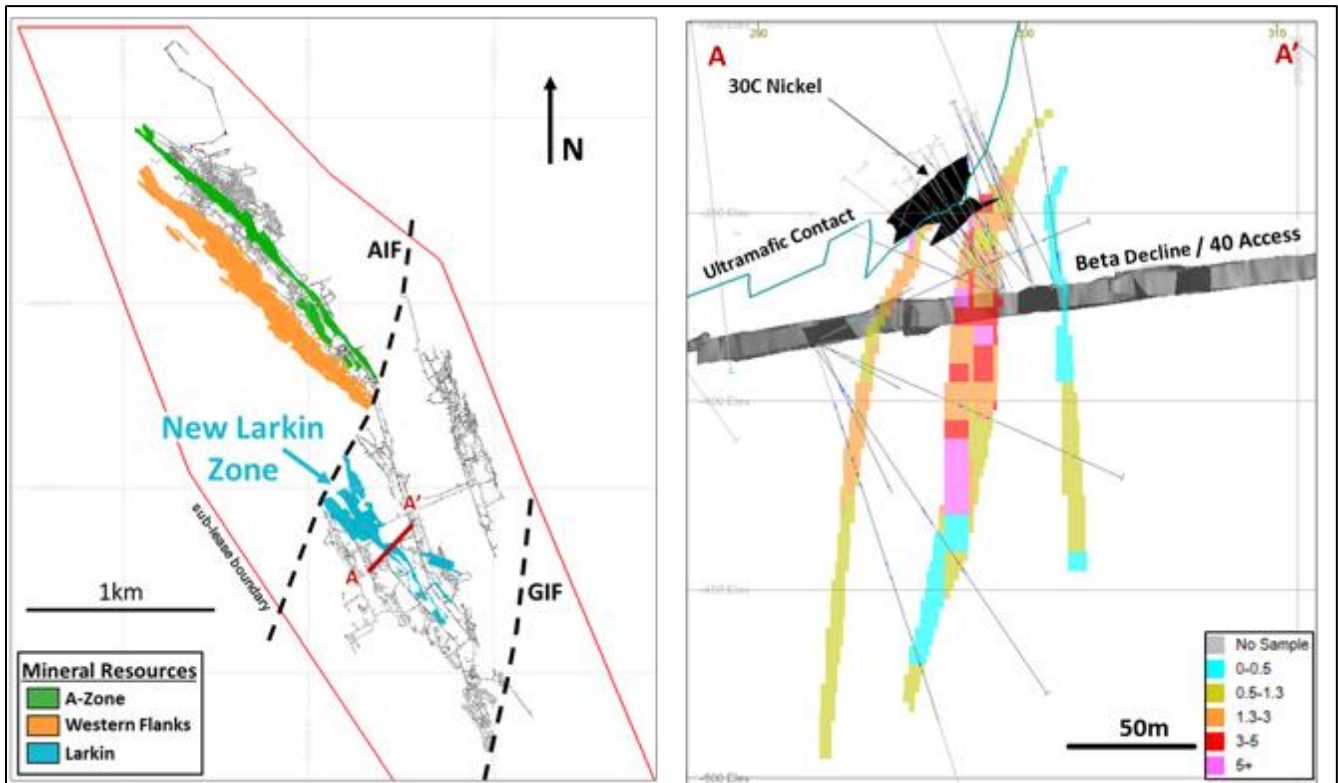 N
AIF
New Larkin
Zone
A'
A
sub-lease boundary
GIF
1km
Mineral Resources
A-Zone
Western Flanks
Larkin
A
A'
30C Nickel
Ultramafic Contact
Beta Decline / 40 Access
50m
No Sample
0-0.5
0.5-1.3
1.3-3
3-5
5+